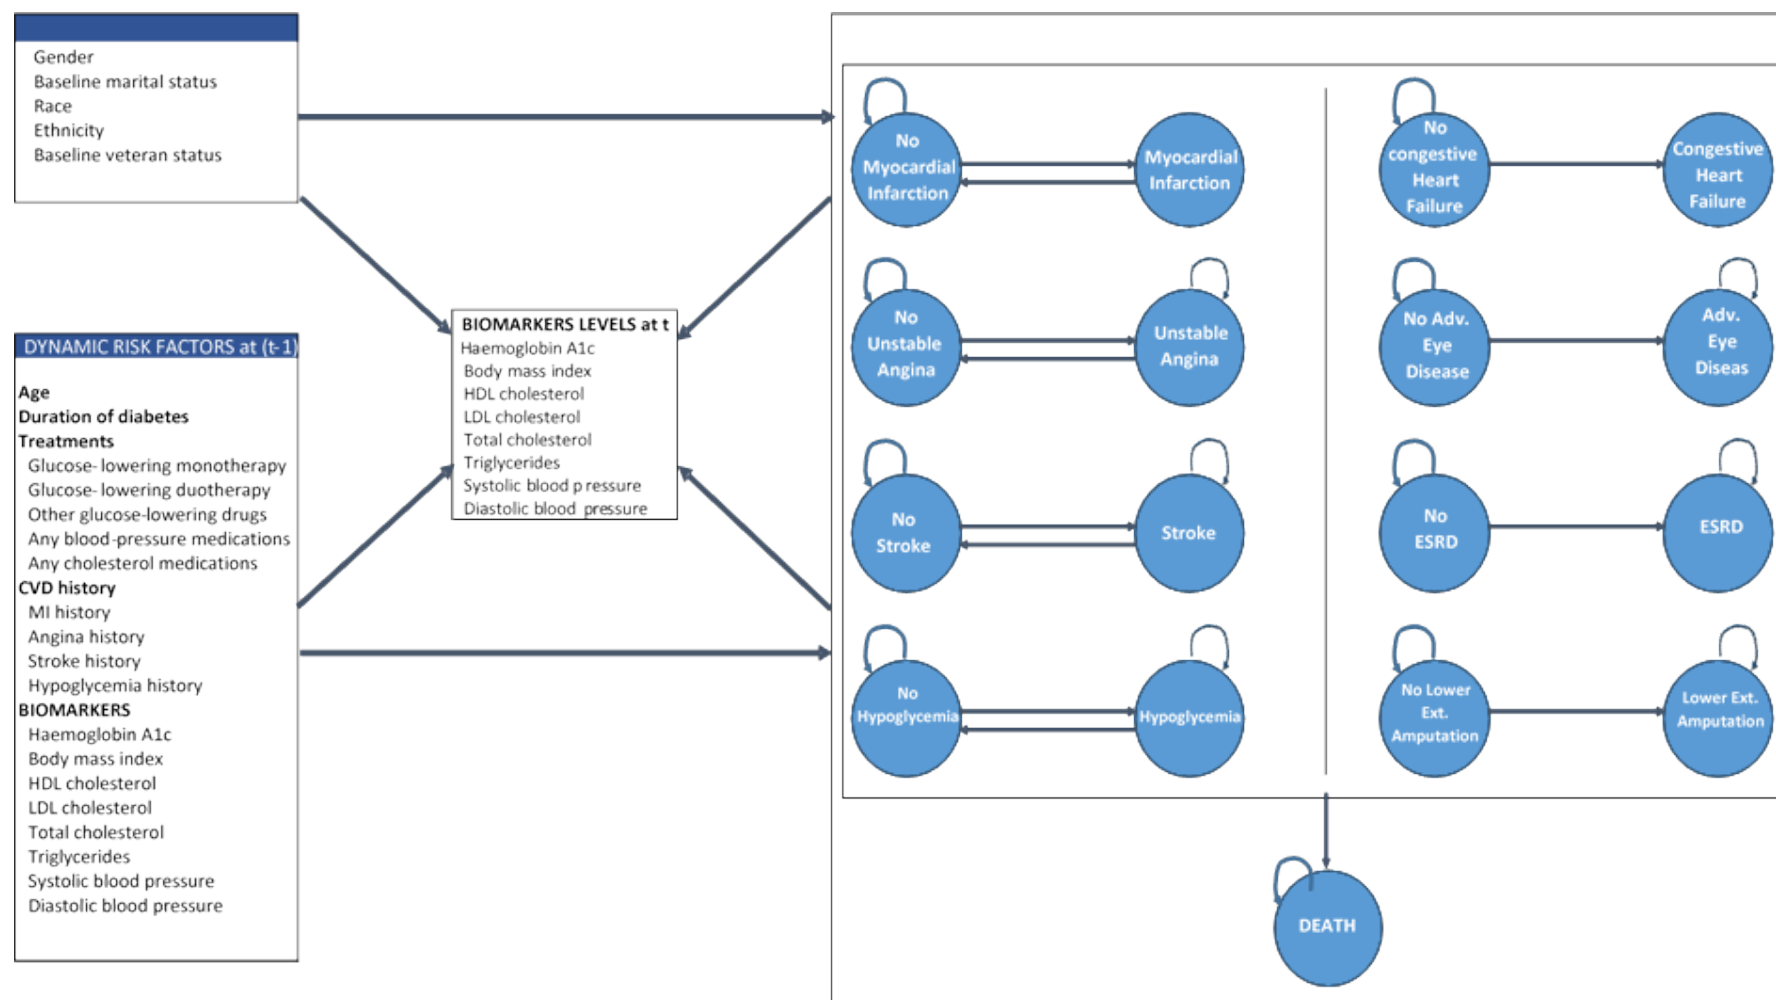 Gender
Baseline marital status
Race
Ethnicity
Baseline veteran status
DYNAMIC RISK FACTORS at (t-1)
Age
Duration of diabetes
Treatments
Glucose-lowering monotherapy
Glucose-lowering duotherapy
Other glucose-lowering drugs
Any blood-pressure medications
Any cholesterol medications
CVD history
MI history
Angina history
Stroke history
Hypoglycemia history
BIOMARKERS
Haemoglobin A1c
Body mass index
HDL cholesterol
LDL cholesterol
Total cholesterol
Triglycerides
Systolic blood pressure
Diastolic blood pressure
BIOMARKERS LEVELS at t
Haemoglobin A1c
Body mass index
HDL cholesterol
LDL cholesterol
Total cholesterol
Triglycerides
Systolic blood pressure
Diastolic blood pressure
No
Myocardial
Infarction
Myocardial
Infarction
No
Unstable
Angina
Unstable
Angina
No
Stroke
Stroke
No
Hypoglycemia
Hypoglycemia
No
congestive
Heart
Failure
Congestive
Heart
Failure
No Adv.
Eye
Disease
Adv.
Eye
Diseas
No
ESRD
ESRD
No Lower
Ext.
Amputation
Lower Ext.
Amputation
DEATH